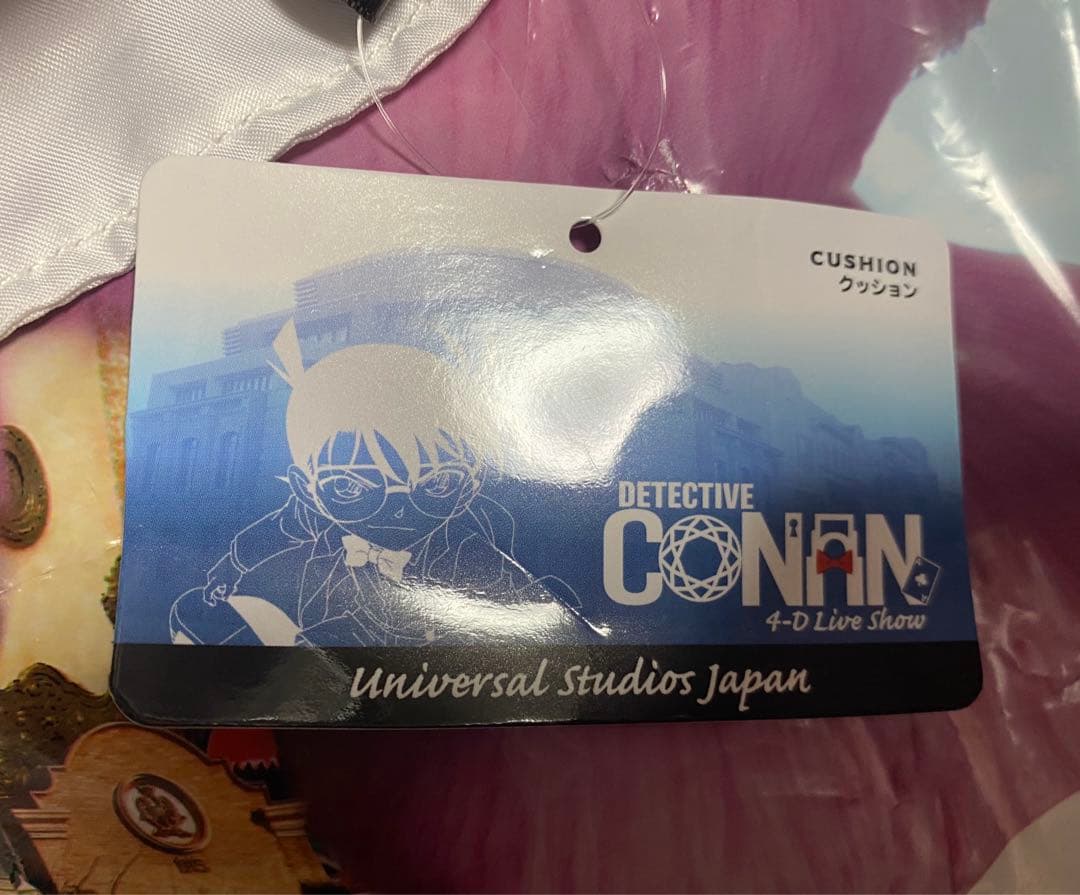 CUSHION
クッション
DETECTIVE
CONAN
4-D Live Show
Universal Studios Japan